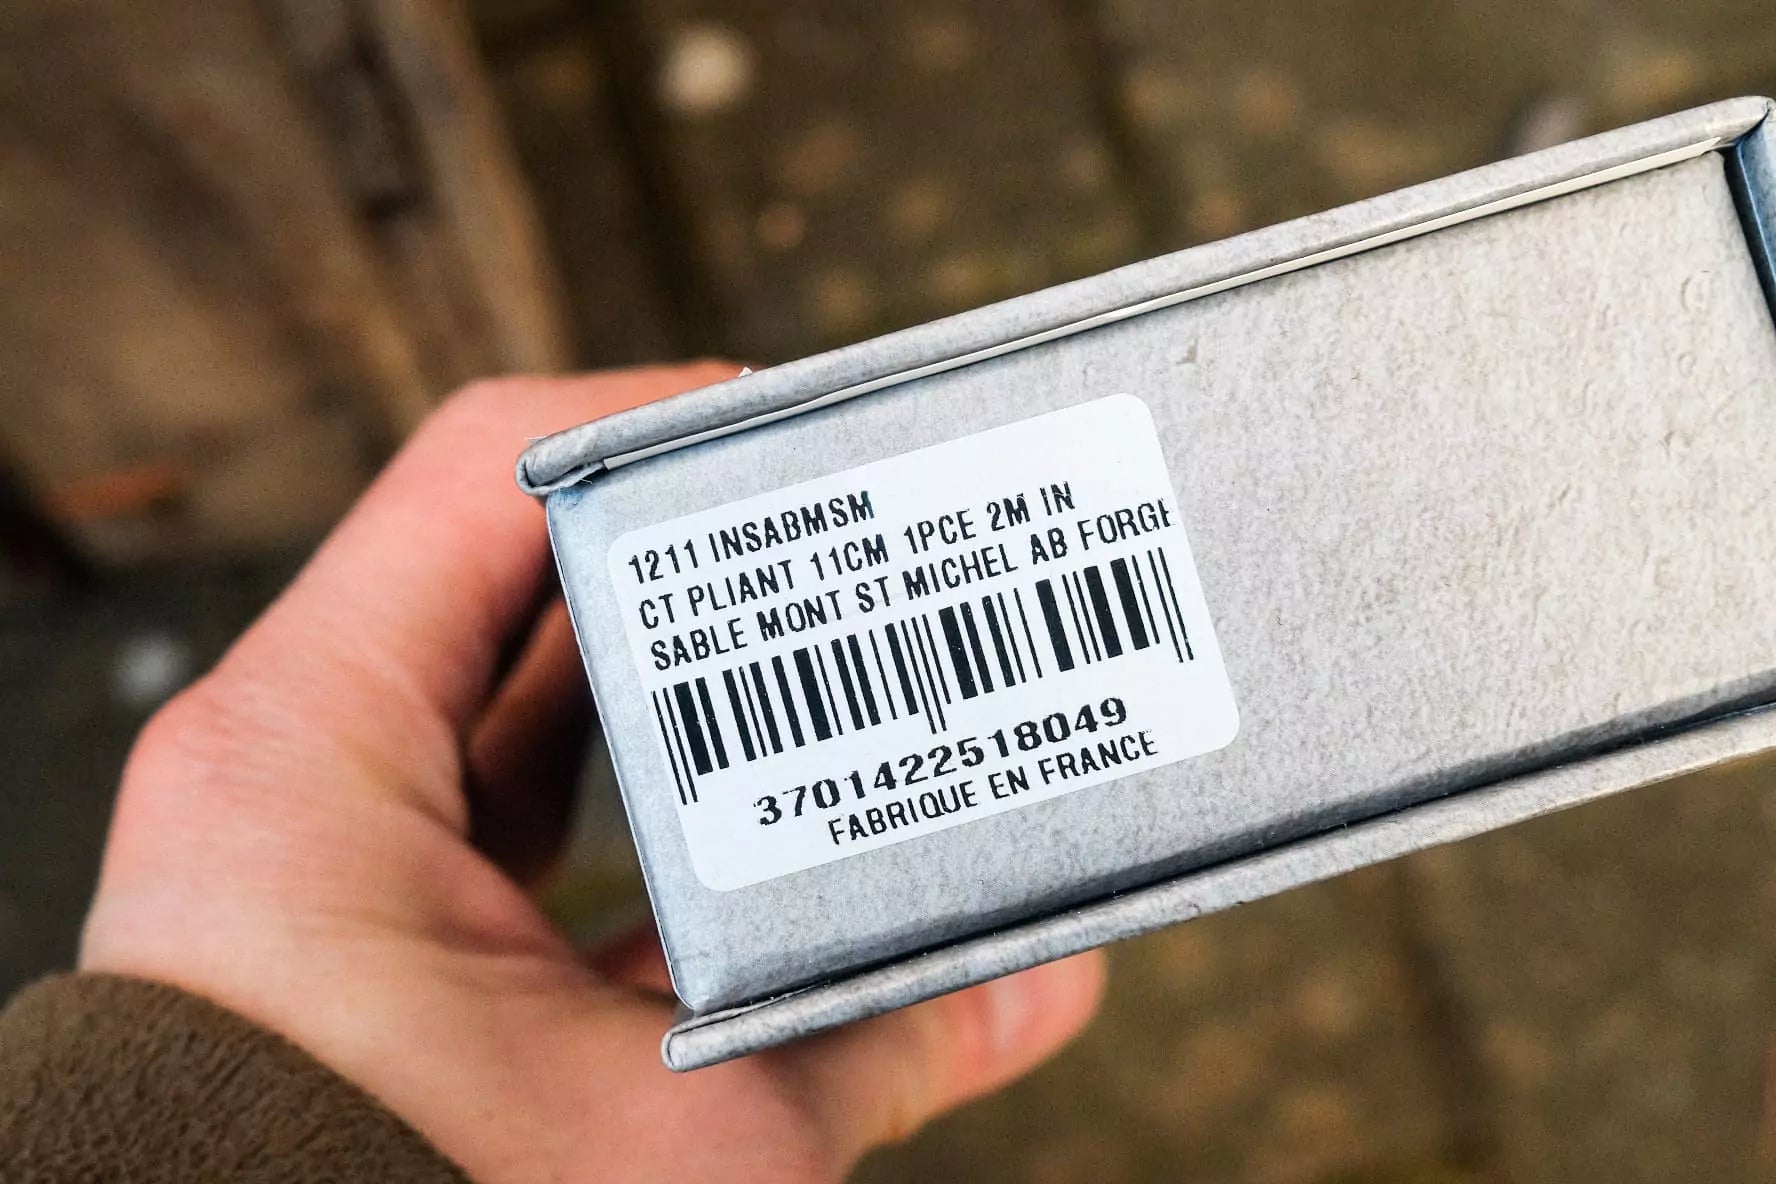 1211 INSABMSM
CT PLIANT 11CM 1PCE 2M IN
SABLE MONT ST MICHEL AB FORGE
3701422518049
FABRIQUE EN FRANCE